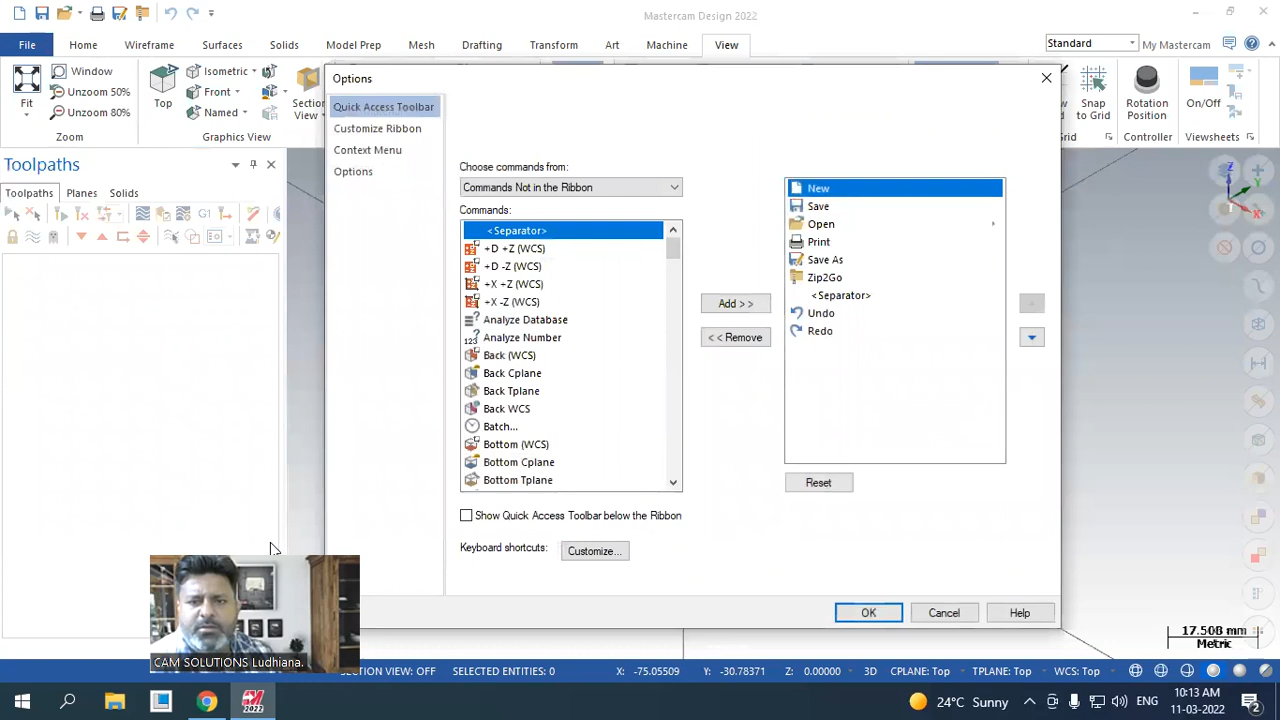 Mastercam Design 2022
File Home Wireframe Surfaces Solids Model Prep Mesh Drafting Transform Art Machine View Standard My Mastercam
Window
Unzoom 50%
Unzoom 80%
Fit
Zoom
Top
Isometric
Front
Named
Graphics View
Section
View
Snap
to Grid
Rotation
Position
Controller
On/Off
Viewsheets
Toolpaths
Toolpaths Planes Solids
G1
Options
Quick Access Toolbar
Customize Ribbon
Context Menu
Options
Choose commands from:
Commands Not in the Ribbon
Commands:
<Separator>
+D +Z (WCS)
+D -Z (WCS)
+X +Z (WCS)
+X -Z (WCS)
Analyze Database
Analyze Number
Back (WCS)
Back Cplane
Back Tplane
Back WCS
Batch...
Bottom (WCS)
Bottom Cplane
Bottom Tplane
Add > >
< < Remove
New
Save
Open
Print
Save As
Zip2Go
<Separator>
Undo
Redo
Reset
Show Quick Access Toolbar below the Ribbon
Keyboard shortcuts: Customize...
OK Cancel Help
Z
Y
X
17.508 mm
Metric
CAM SOLUTIONS Ludhiana.
SECTION VIEW: OFF SELECTED ENTITIES: 0 X: -75.05509 Y: -30.78371 Z: 0.00000 3D CPLANE: Top TPLANE: Top WCS: Top
2022
24°C Sunny ENG 10:13 AM
11-03-2022
2